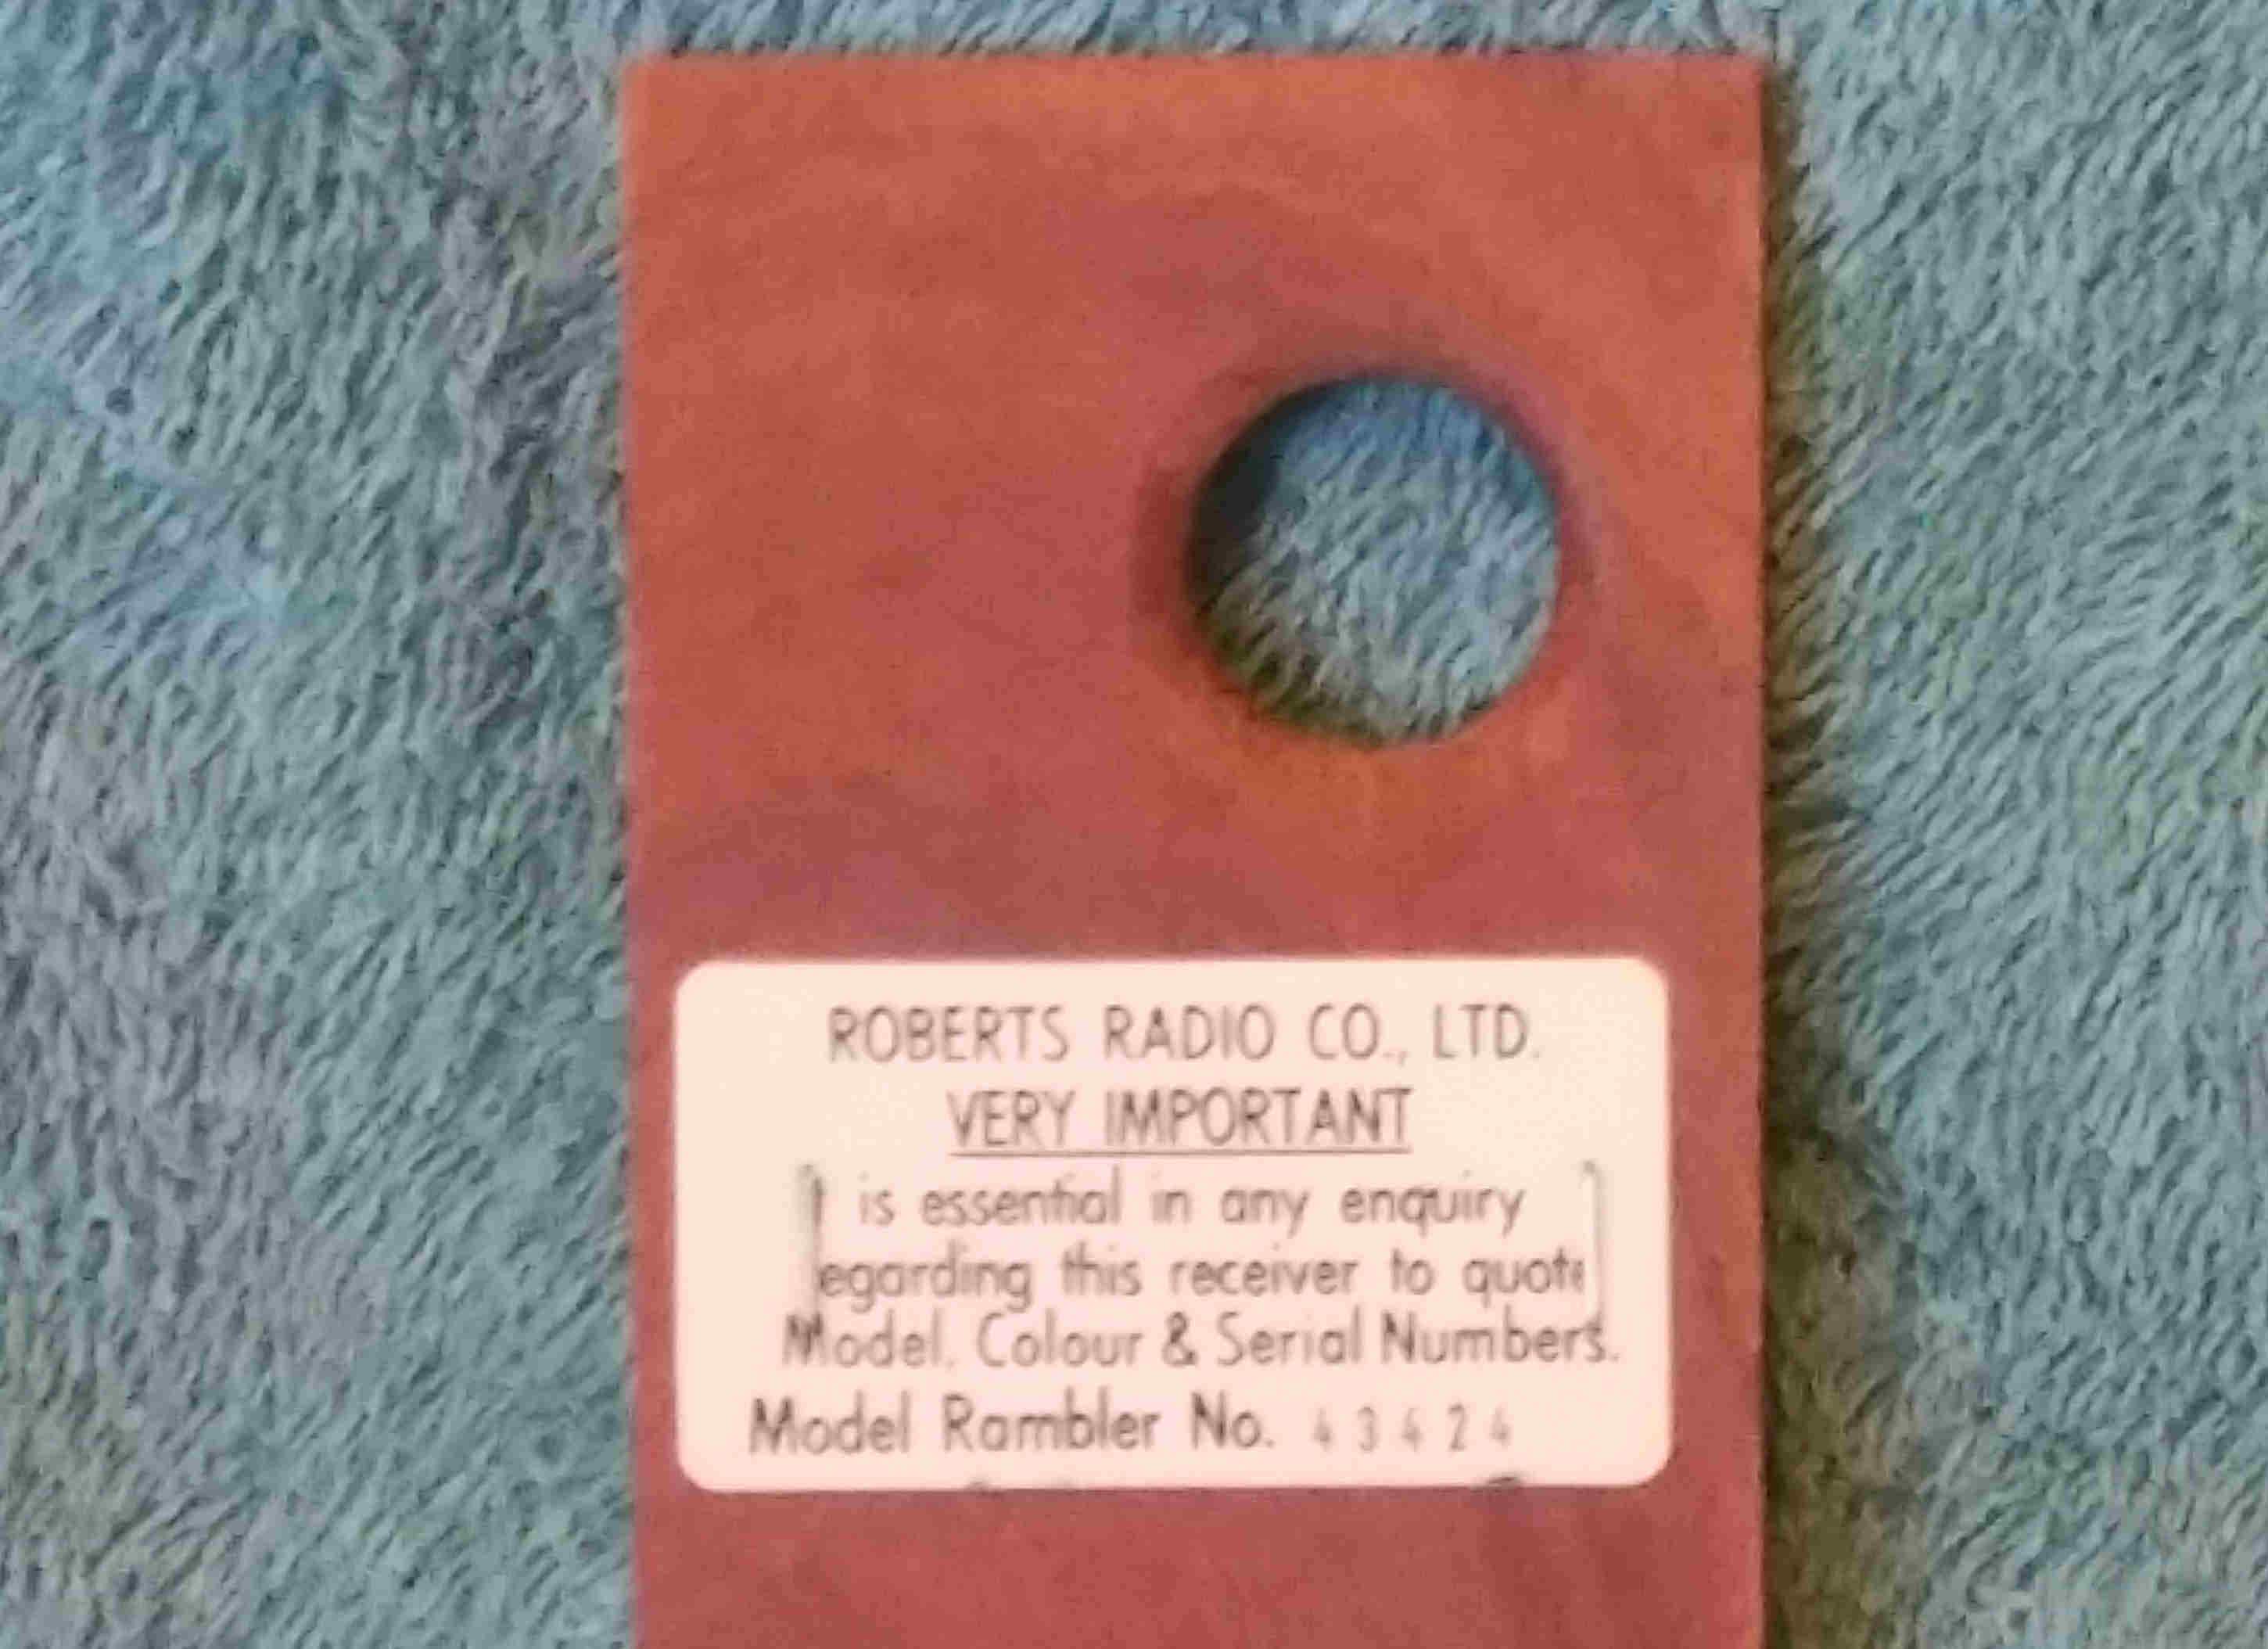 ROBERTS RADIO CO., LTD.
VERY IMPORTANT
is essential in any enquiry
egarding this receiver to quote
Model. Colour & Serial Numbers.
Model Rambler No. 43424